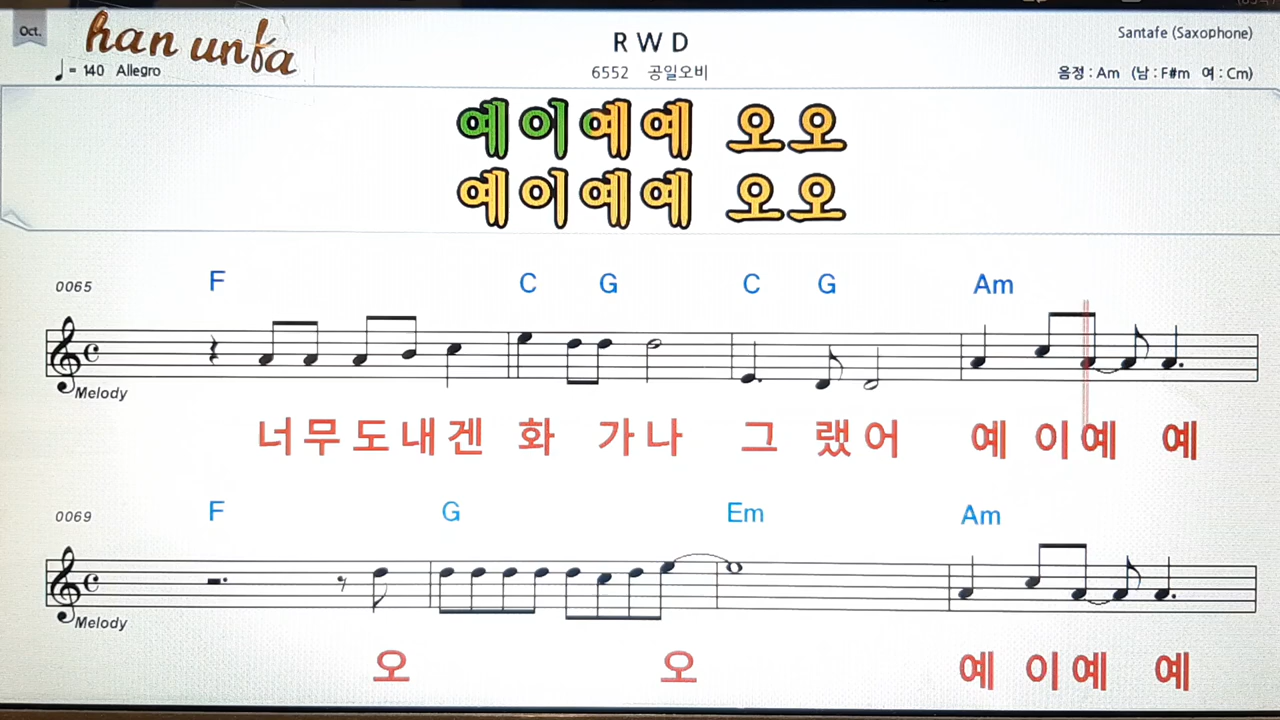 Oct.
han unfa
R W D
Santafe (Saxophone)
= 140 Allegro
6552 공일오비
음정 : Am (남 : F#m 여 : Cm)
예이예예 오오
예이예예 오오
0065 F C G C G Am
Melody
너무도내겐 화 가나 그 랬어 예 이예 예
0069 F G Em Am
Melody
오 오 예 이예 예